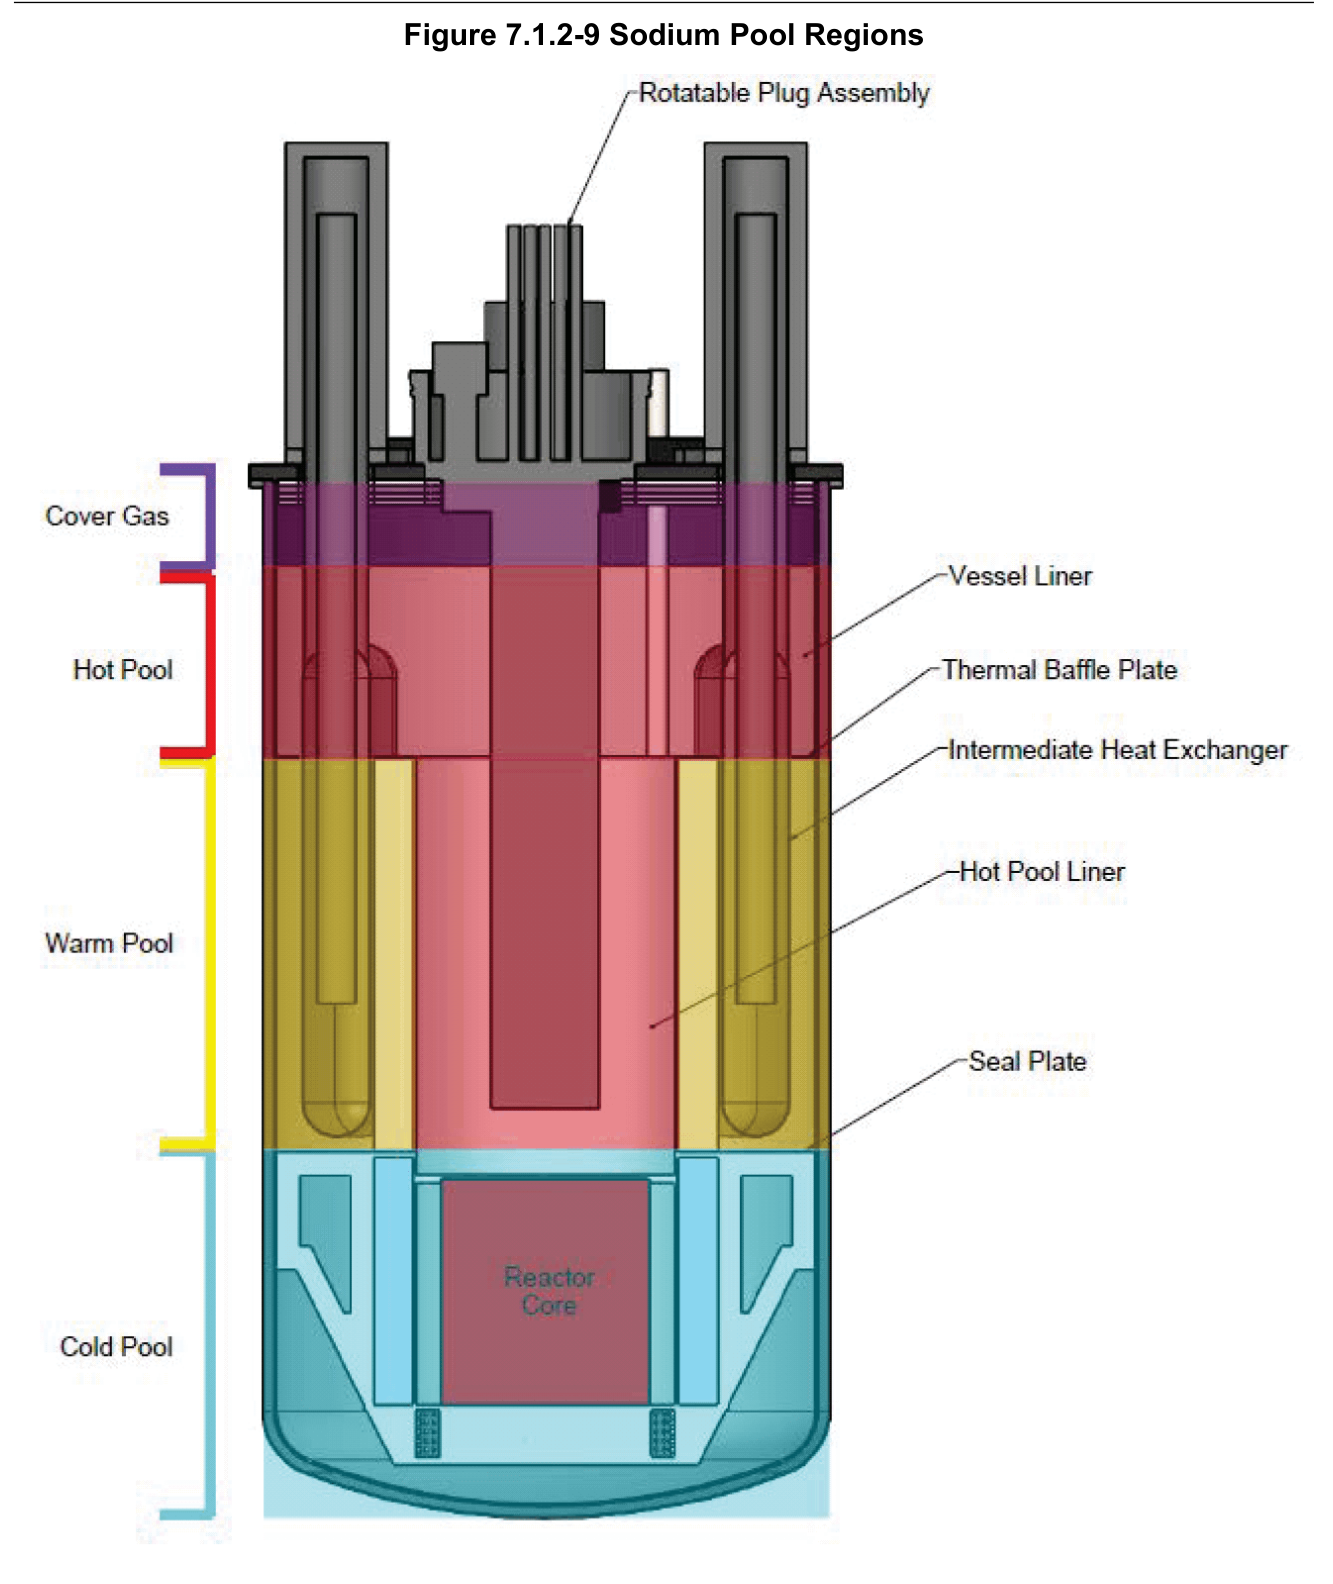 Figure 7.1.2-9 Sodium Pool Regions
Rotatable Plug Assembly
Cover Gas
Vessel Liner
Hot Pool
Thermal Baffle Plate
Intermediate Heat Exchanger
Hot Pool Liner
Warm Pool
Seal Plate
Reactor
Core
Cold Pool